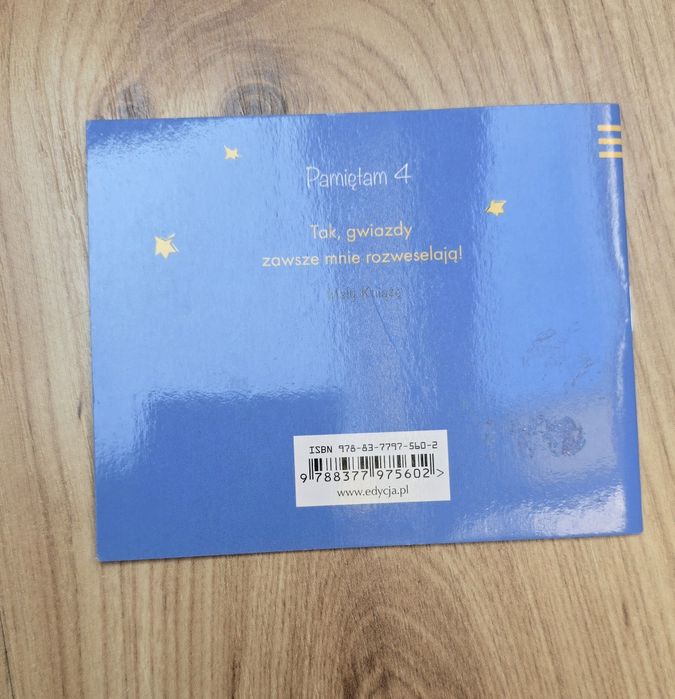 Pamiętam 4
Tak, gwiazdy
zawsze mnie rozweselają!
Mały Książę
ISBN 978-83-7797-560-2
9 788377 975602 >
www.edycja.pl